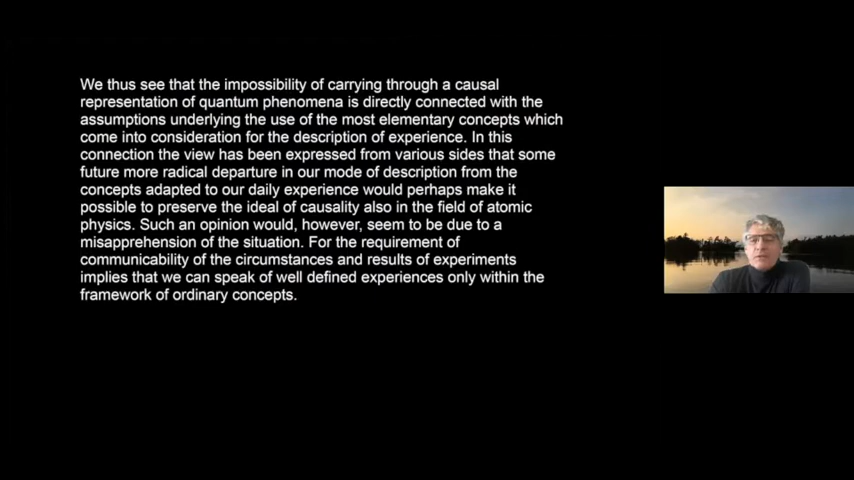 We thus see that the impossibility of carrying through a causal
representation of quantum phenomena is directly connected with the
assumptions underlying the use of the most elementary concepts which
come into consideration for the description of experience. In this
connection the view has been expressed from various sides that some
future more radical departure in our mode of description from the
concepts adapted to our daily experience would perhaps make it
possible to preserve the ideal of causality also in the field of atomic
physics. Such an opinion would, however, seem to be due to a
misapprehension of the situation. For the requirement of
communicability of the circumstances and results of experiments
implies that we can speak of well defined experiences only within the
framework of ordinary concepts.